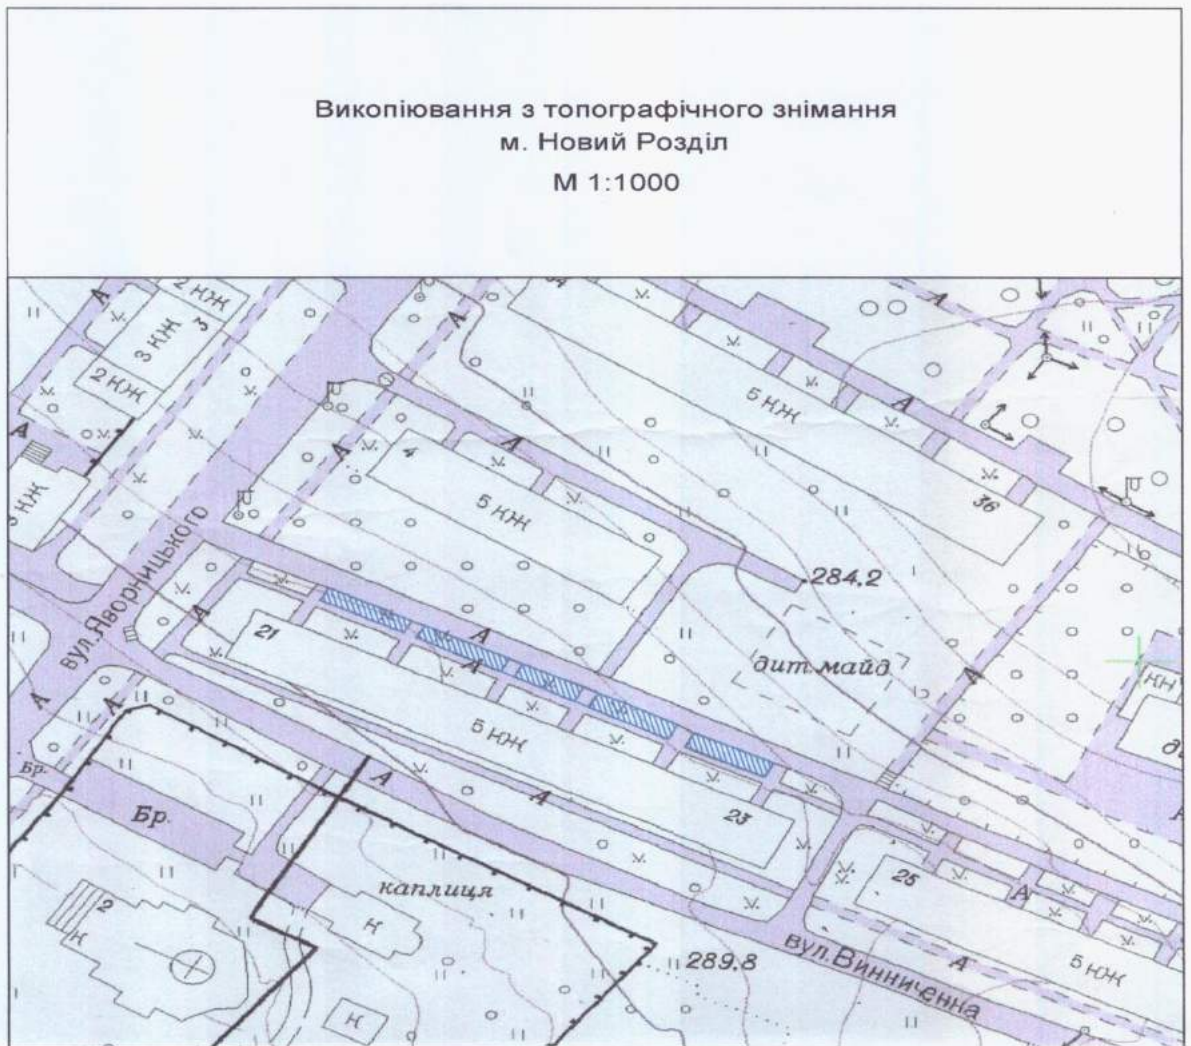 Викопіювання з топографічного знімання
м. Новий Розділ
М 1:1000
А
2 КЖ
3 КЖ
3
2 КЖ
А
А
А
5 КЖ
А
36
4
5 КЖ
А
А
284.2
вул.Яворницького
21
А
А
А
дит. майд
А
КН
5 КЖ
23
А
А
А
А
Бр.
Бр.
каплиця
2
К
К
К
289.8
вул.Винниченка
25
А
А
5 КЖ